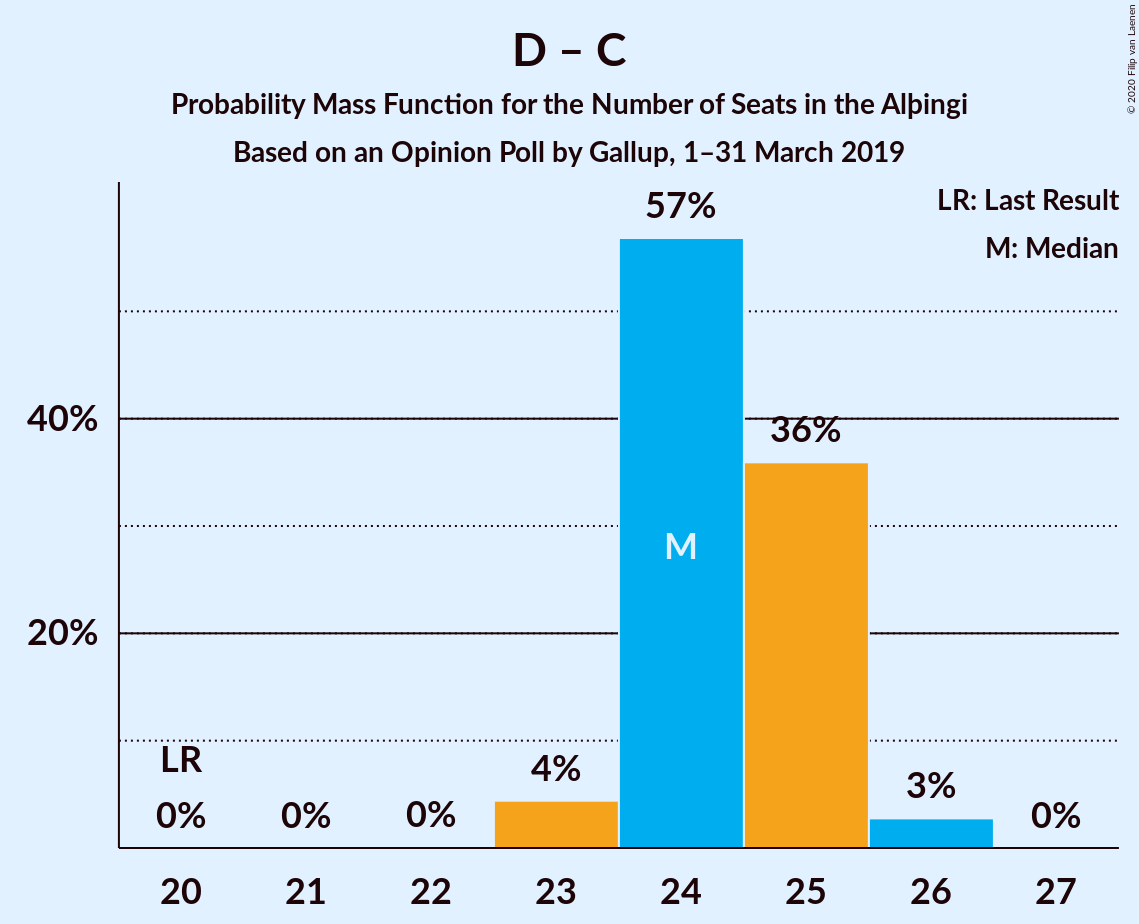 D – C
Probability Mass Function for the Number of Seats in the Alþingi
Based on an Opinion Poll by Gallup, 1–31 March 2019
© 2020 Filip van Laenen
LR: Last Result
M: Median
57%
40%
36%
M
20%
LR
0%
0%
0%
4%
3%
0%
20
21
22
23
24
25
26
27